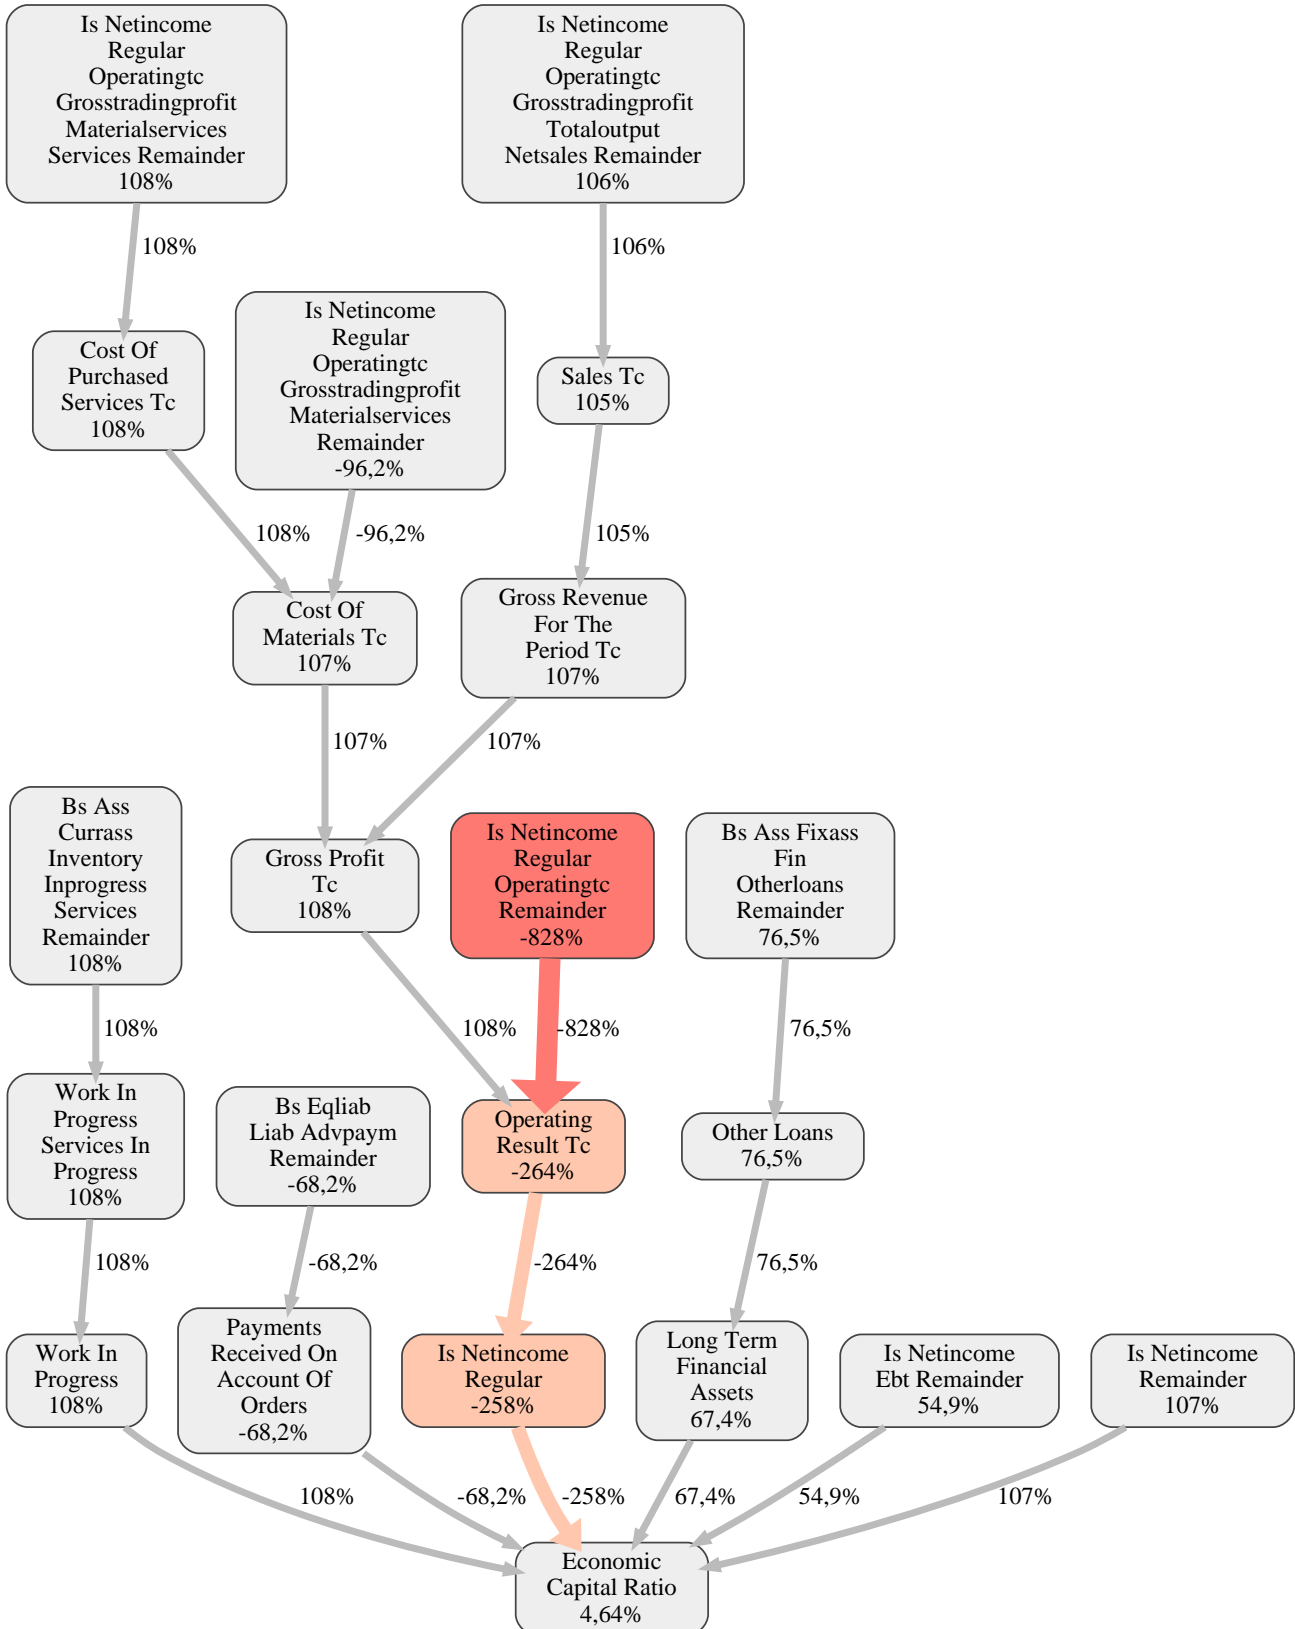 Is Netincome
Regular
Operatingtc
Grosstradingprofit
Materialservices
Services Remainder
108%
Is Netincome
Regular
Operatingtc
Grosstradingprofit
Totaloutput
Netsales Remainder
106%
108%
106%
Cost Of
Purchased
Services Tc
108%
Is Netincome
Regular
Operatingtc
Grosstradingprofit
Materialservices
Remainder
-96,2%
Sales Tc
105%
108%
-96,2%
105%
Cost Of
Materials Tc
107%
Gross Revenue
For The
Period Tc
107%
107%
107%
Bs Ass
Currass
Inventory
Inprogress
Services
Remainder
108%
Gross Profit
Tc
108%
Is Netincome
Regular
Operatingtc
Remainder
-828%
Bs Ass Fixass
Fin
Otherloans
Remainder
76,5%
108%
108%
-828%
76,5%
Work In
Progress
Services In
Progress
108%
Bs Eqliab
Liab Advpaym
Remainder
-68,2%
Operating
Result Tc
-264%
Other Loans
76,5%
108%
-68,2%
-264%
76,5%
Work In
Progress
108%
Payments
Received On
Account Of
Orders
-68,2%
Is Netincome
Regular
-258%
Long Term
Financial
Assets
67,4%
Is Netincome
Ebt Remainder
54,9%
Is Netincome
Remainder
107%
108%
-68,2%
-258%
67,4%
54,9%
107%
Economic
Capital Ratio
4,64%